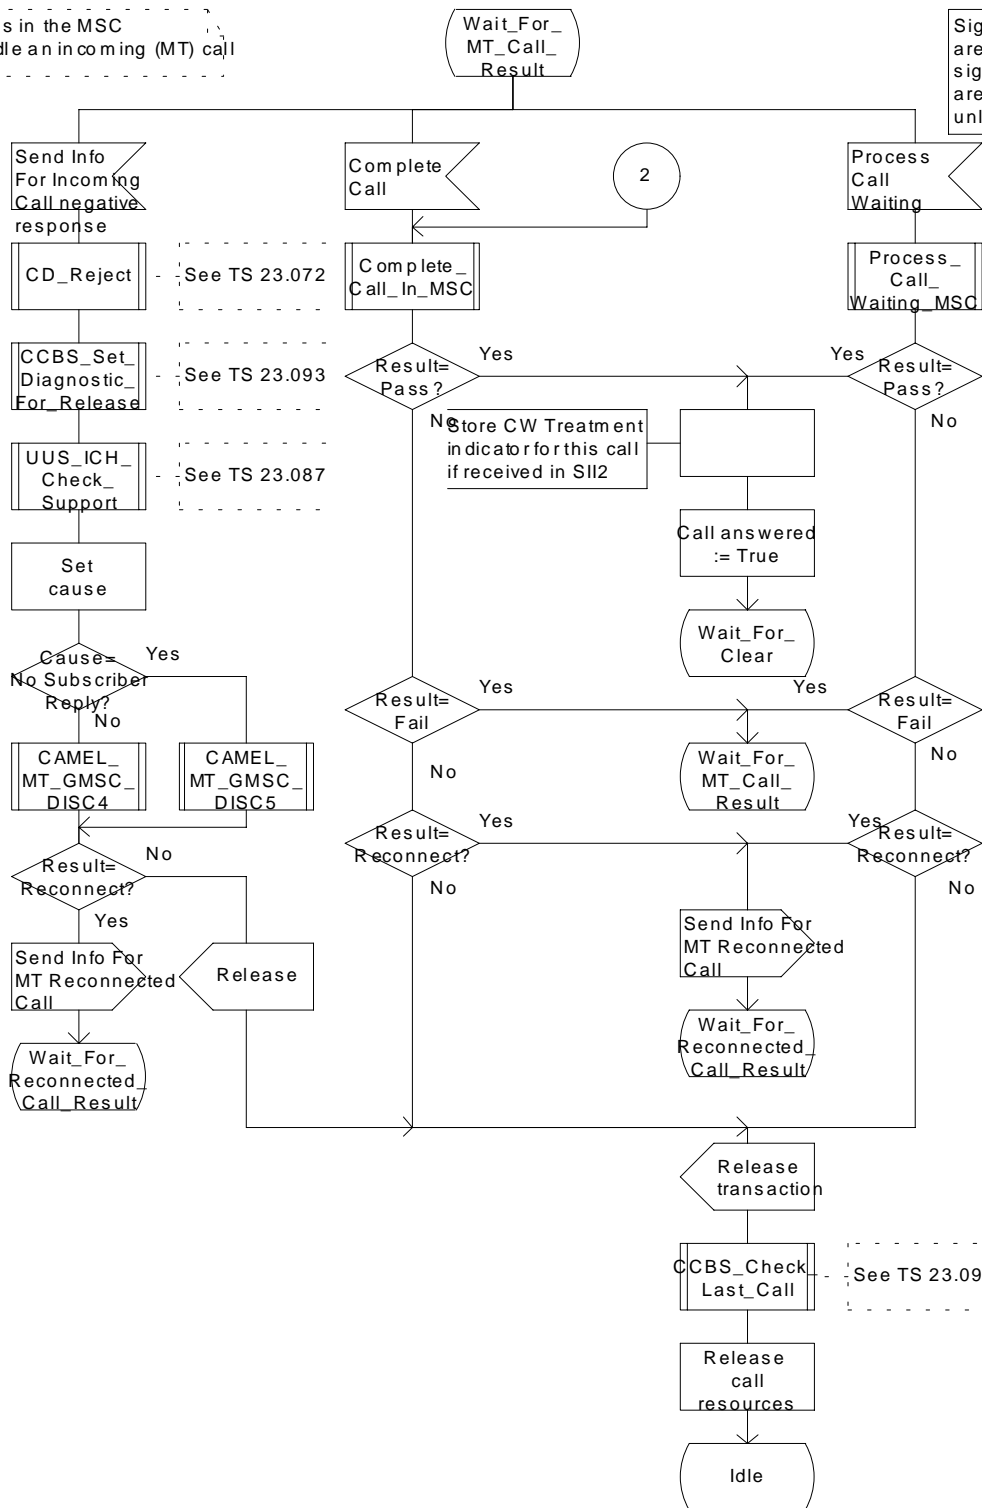 s in the MSC
dle an incoming (MT) call
Wait_For_
MT_Call_
Result
Sig
are
sig
are
unl
Send Info
For Incoming
Call negative
response
Complete
Call
2
Process
Call
Waiting
CD_Reject
See TS 23.072
Complete_
Call_In_MSC
Process_
Call_
Waiting_MSC
CCBS_Set_
Diagnostic_
For_Release
See TS 23.093
Result=
Pass?
Yes
No
Yes
Result=
Pass?
No
Store CW Treatment
indicator for this call
if received in SII2
UUS_ICH_
Check_
Support
See TS 23.087
Call answered
:= True
Set
cause
Wait_For_
Clear
Cause=
No Subscriber
Reply?
Yes
No
Result=
Fail
Yes
No
Yes
Result=
Fail
No
CAMEL_
MT_GMSC_
DISC4
CAMEL_
MT_GMSC_
DISC5
Wait_For_
MT_Call_
Result
Result=
Reconnect?
No
Yes
Result=
Reconnect?
Yes
No
Yes
Result=
Reconnect?
No
Send Info For
MT Reconnected
Call
Release
Send Info For
MT Reconnected
Call
Wait_For_
Reconnected_
Call_Result
Wait_For_
Reconnected_
Call_Result
Release
transaction
CCBS_Check_
Last_Call
See TS 23.09
Release
call
resources
Idle